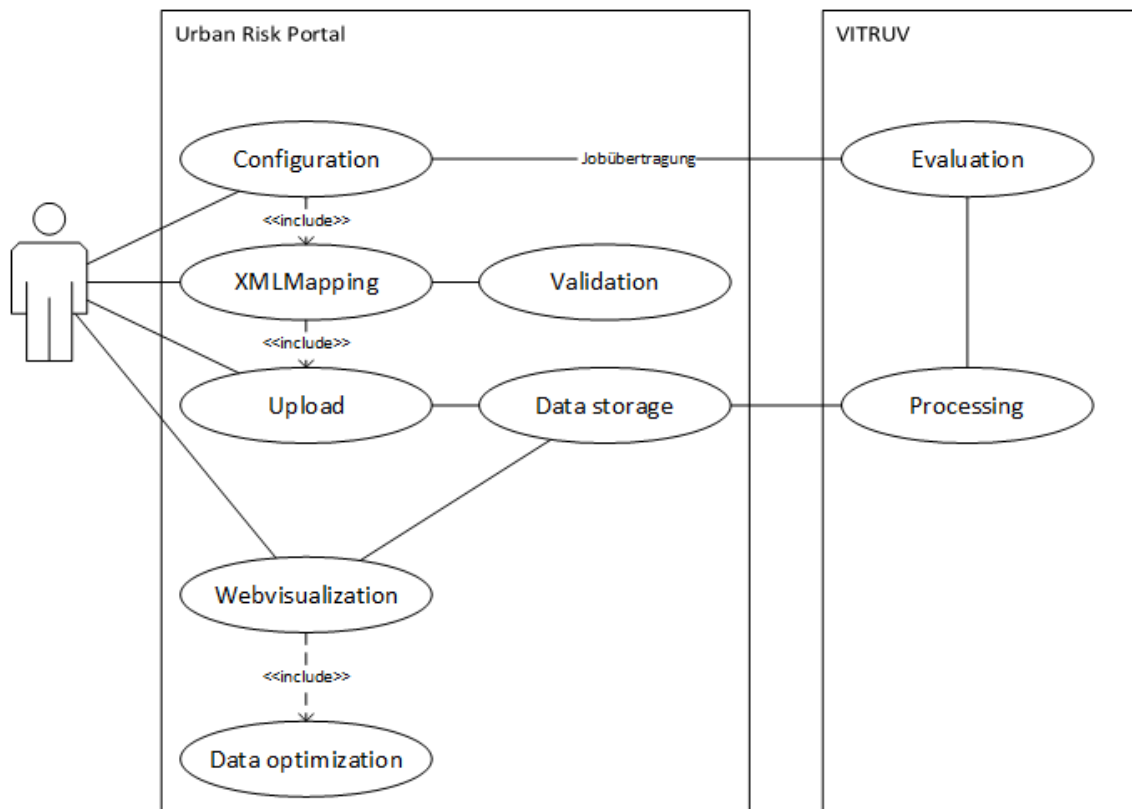 Urban Risk Portal
VITRUV
Configuration
Jobübertragung
Evaluation
<<include>>
XMLMapping
Validation
<<include>>
Upload
Data storage
Processing
Webvisualization
<<include>>
Data optimization